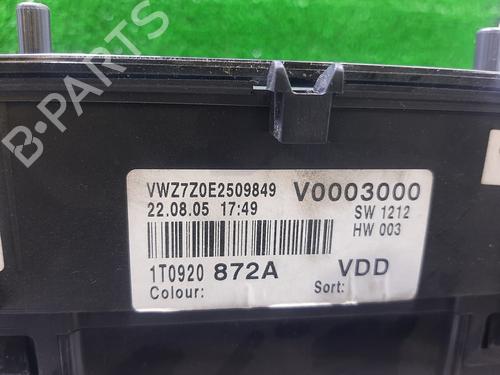 B-PARTS
VWZ7Z0E2509849 V0003000
22.08.05 17:49 SW 1212
HW 003
1T0920 872A VDD
Colour: Sort: